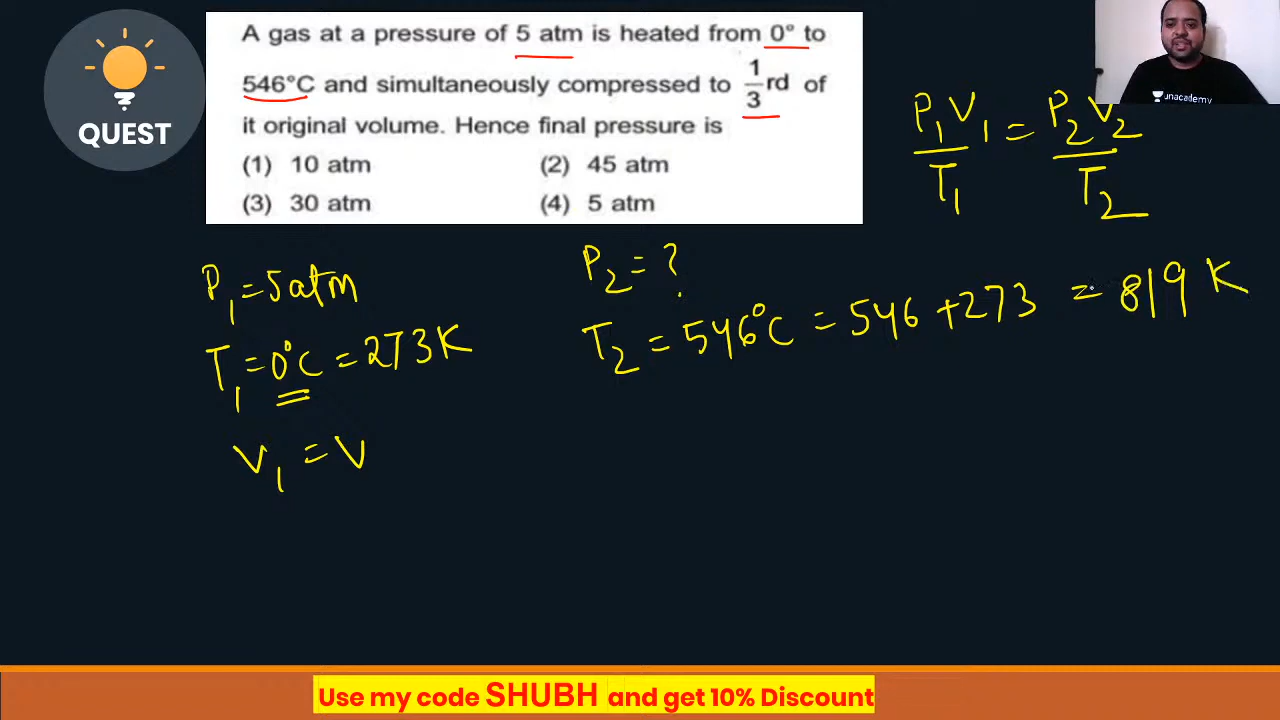 QUEST
A gas at a pressure of 5 atm is heated from 0° to
546°C and simultaneously compressed to 1/3rd of
it original volume. Hence final pressure is
(1) 10 atm (2) 45 atm
(3) 30 atm (4) 5 atm
unacademy
P₁V₁/T₁ = P₂V₂/T₂
P₁ = 5 atm
T₁ = 0°C = 273K
V₁ = V
P₂ = ?
T₂ = 546°C = 546 + 273 = 819 K
Use my code SHUBH and get 10% Discount